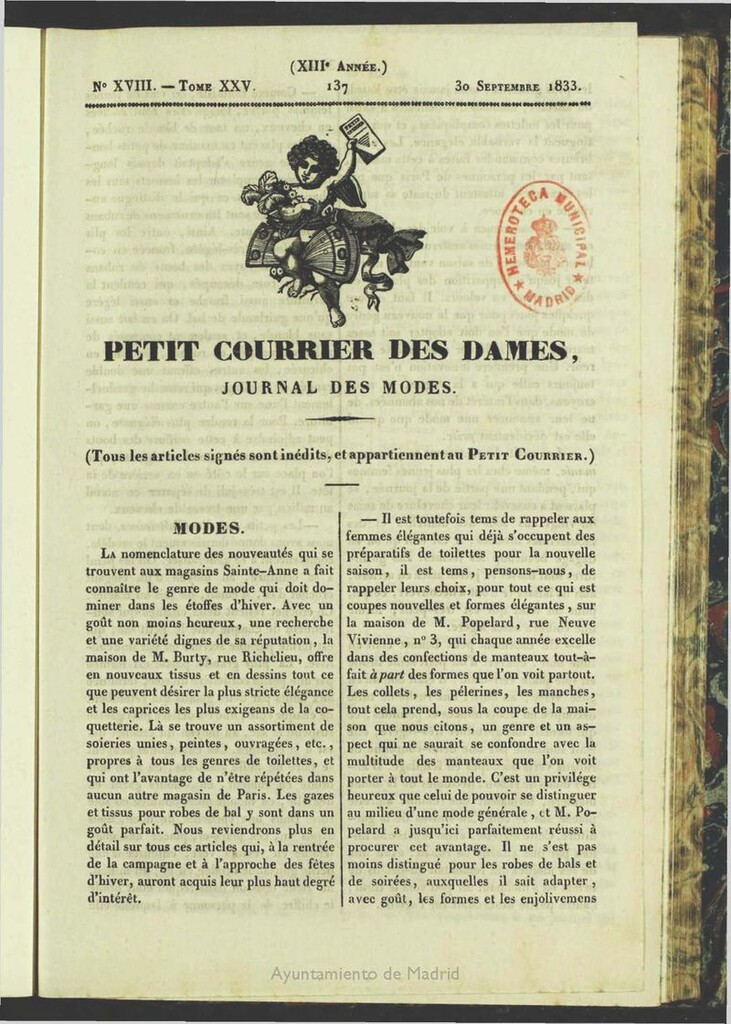 (XIIIᵉ ANNÉE.)
Nº XVIII. — TOME XXV. 137 30 SEPTEMBRE 1833.
PETIT COURRIER DES DAMES,
JOURNAL DES MODES.
(Tous les articles signés sont inédits, et appartiennent au PETIT COURRIER.)
MODES.
LA nomenclature des nouveautés qui se
trouvent aux magasins Sainte-Anne a fait
connaître le genre de mode qui doit do-
miner dans les étoffes d'hiver. Avec un
goût non moins heureux, une recherche
et une variété dignes de sa réputation, la
maison de M. Burty, rue Richelieu, offre
en nouveaux tissus et en dessins tout ce
que peuvent désirer la plus stricte élégance
et les caprices les plus exigeans de la co-
quetterie. Là se trouve un assortiment de
soieries unies, peintes, ouvragées, etc.,
propres à tous les genres de toilettes, et
qui ont l'avantage de n'être répétées dans
aucun autre magasin de Paris. Les gazes
et tissus pour robes de bal y sont dans un
goût parfait. Nous reviendrons plus en
détail sur tous ces articles qui, à la rentrée
de la campagne et à l'approche des fêtes
d'hiver, auront acquis leur plus haut degré
d'intérêt.
— Il est toutefois tems de rappeler aux
femmes élégantes qui déjà s'occupent des
préparatifs de toilettes pour la nouvelle
saison, il est tems, pensons-nous, de
rappeler leurs choix, pour tout ce qui est
coupes nouvelles et formes élégantes, sur
la maison de M. Popelard, rue Neuve
Vivienne, nº 3, qui chaque année excelle
dans des confections de manteaux tout-à-
fait à part des formes que l'on voit partout.
Les collets, les pélerines, les manches,
tout cela prend, sous la coupe de la mai-
son que nous citons, un genre et un as-
pect qui ne saurait se confondre avec la
multitude des manteaux que l'on voit
porter à tout le monde. C'est un privilége
heureux que celui de pouvoir se distinguer
au milieu d'une mode générale, et M. Po-
pelard a jusqu'ici parfaitement réussi à
procurer cet avantage. Il ne s'est pas
moins distingué pour les robes de bals et
de soirées, auxquelles il sait adapter,
avec goût, les formes et les enjolivemens
HEMEROTECA MUNICIPAL
★ MADRID ★
Ayuntamiento de Madrid